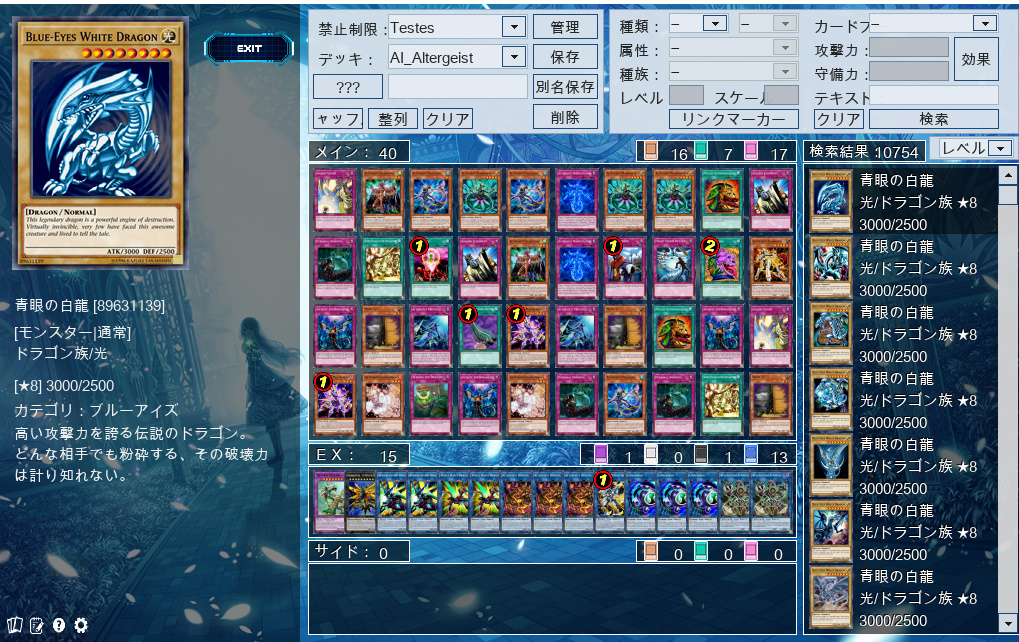 BLUE-EYES WHITE DRAGON
[DRAGON / NORMAL]
This legendary dragon is a powerful engine of destruction.
Virtually invincible, very few have faced this awesome
creature and lived to tell the tale.
ATK/3000 DEF/2500
89631139
EXIT
青眼の白龍 [89631139]
[モンスター|通常]
ドラゴン族/光
[★8] 3000/2500
カテゴリ：ブルーアイズ
高い攻撃力を誇る伝説のドラゴン。
どんな相手でも粉砕する、その破壊力
は計り知れない。
禁止制限： Testes 管理
デッキ： AI_Altergeist 保存
??? 別名保存
ャッフ 整列 クリア 削除
種類： – –
属性： –
種族： –
レベル スケール
リンクマーカー
カードフ –
攻撃力：
守備力：
効果
テキスト
クリア 検索
メイン： 40 16 7 17
1 1 2
1 1
1
ＥＸ： 15 1 0 1 13
1
サイド： 0 0 0 0
検索結果 :10754 レベル
青眼の白龍
光/ドラゴン族 ★8
3000/2500
青眼の白龍
光/ドラゴン族 ★8
3000/2500
青眼の白龍
光/ドラゴン族 ★8
3000/2500
青眼の白龍
光/ドラゴン族 ★8
3000/2500
青眼の白龍
光/ドラゴン族 ★8
3000/2500
青眼の白龍
光/ドラゴン族 ★8
3000/2500
青眼の白龍
光/ドラゴン族 ★8
3000/2500